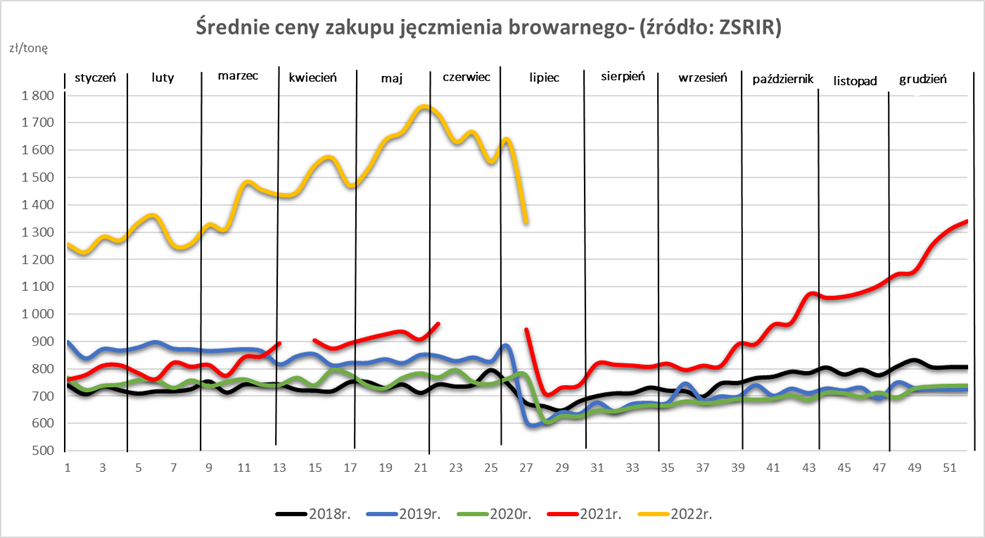 Średnie ceny zakupu jęczmienia browarnego- (źródło: ZSRIR)
zł/tonę
styczeń luty marzec kwiecień maj czerwiec lipiec sierpień wrzesień październik listopad grudzień
1 800
1 700
1 600
1 500
1 400
1 300
1 200
1 100
1 000
900
800
700
600
500
1 3 5 7 9 11 13 15 17 19 21 23 25 27 29 31 33 35 37 39 41 43 45 47 49 51
2018r. 2019r. 2020r. 2021r. 2022r.